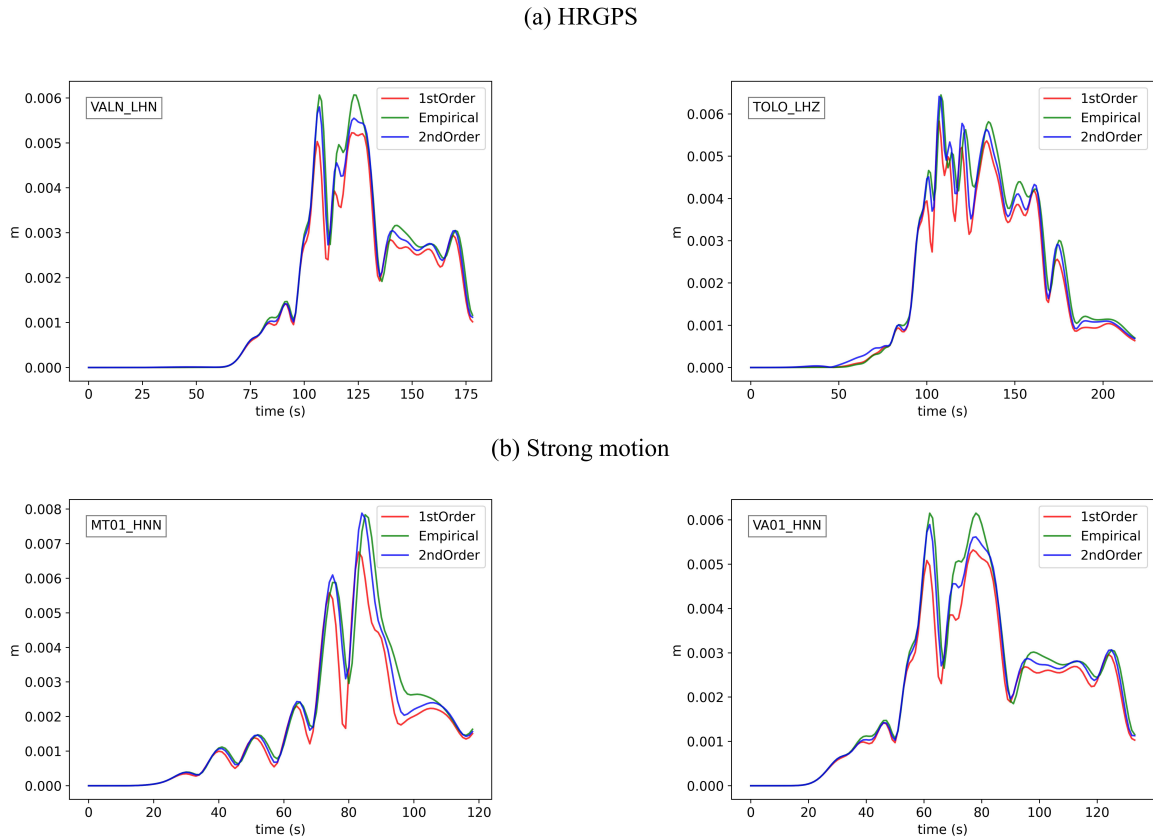 (a) HRGPS
VALN_LHN
1stOrder
Empirical
2ndOrder
0.006
0.005
0.004
0.003
0.002
0.001
0.000
m
0 25 50 75 100 125 150 175
time (s)
TOLO_LHZ
1stOrder
Empirical
2ndOrder
0.006
0.005
0.004
0.003
0.002
0.001
0.000
m
0 50 100 150 200
time (s)
(b) Strong motion
MT01_HNN
1stOrder
Empirical
2ndOrder
0.008
0.007
0.006
0.005
0.004
0.003
0.002
0.001
0.000
m
0 20 40 60 80 100 120
time (s)
VA01_HNN
1stOrder
Empirical
2ndOrder
0.006
0.005
0.004
0.003
0.002
0.001
0.000
m
0 20 40 60 80 100 120
time (s)